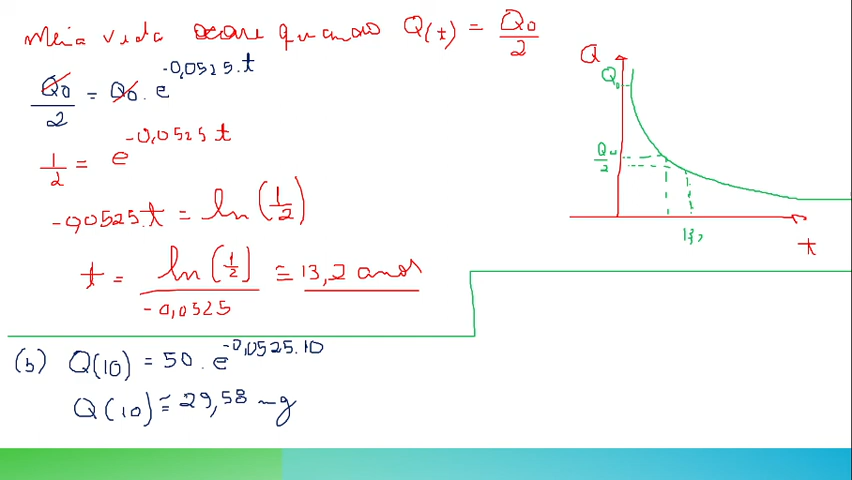 Meia vida ocorre quando Q(t) = Q0/2
Q0/2 = Q0 . e^-0,0525.t
1/2 = e^-0,0525 t
-0,0525.t = ln (1/2)
t = ln (1/2) / -0,0525 ≅ 13,2 anos
Q
Q0
Q0/2
13,
t
(b) Q(10) = 50 . e^-0,0525.10
Q(10) ≅ 29,58 mg